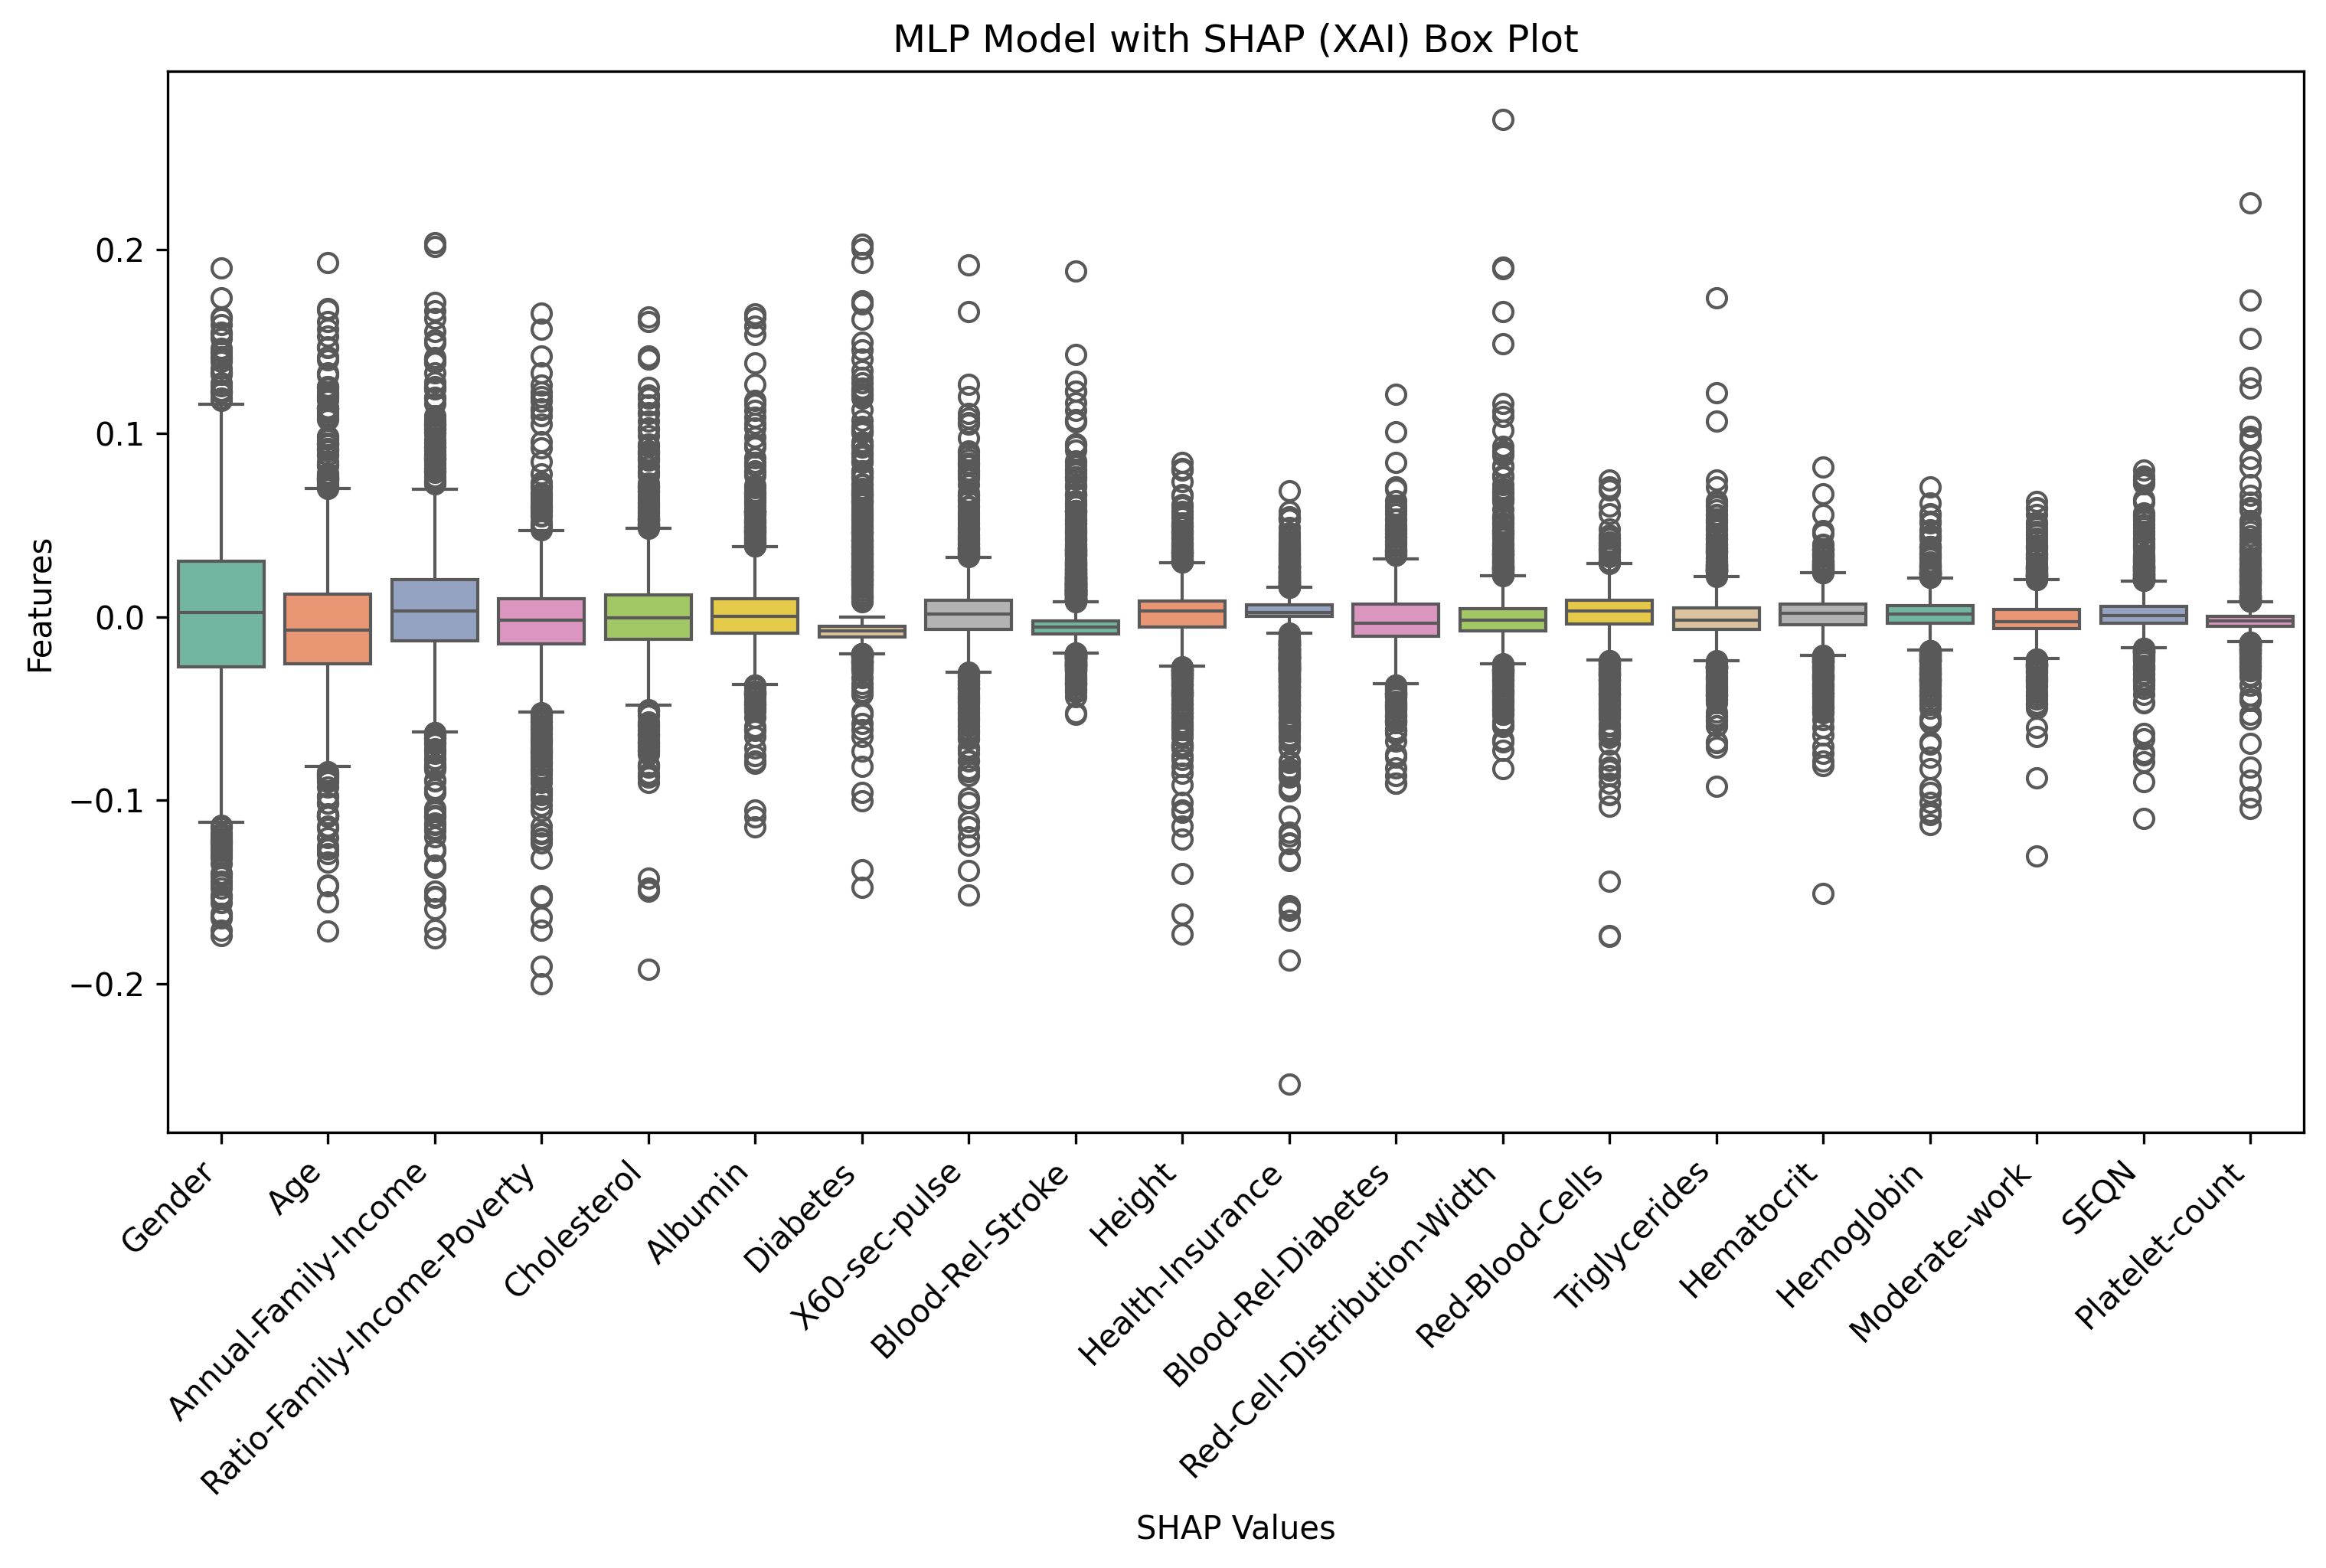 MLP Model with SHAP (XAI) Box Plot
Features
0.2
0.1
0.0
−0.1
−0.2
Gender
Age
Annual-Family-Income
Ratio-Family-Income-Poverty
Cholesterol
Albumin
Diabetes
X60-sec-pulse
Blood-Rel-Stroke
Height
Health-Insurance
Blood-Rel-Diabetes
Red-Cell-Distribution-Width
Red-Blood-Cells
Triglycerides
Hematocrit
Hemoglobin
Moderate-work
SEQN
Platelet-count
SHAP Values